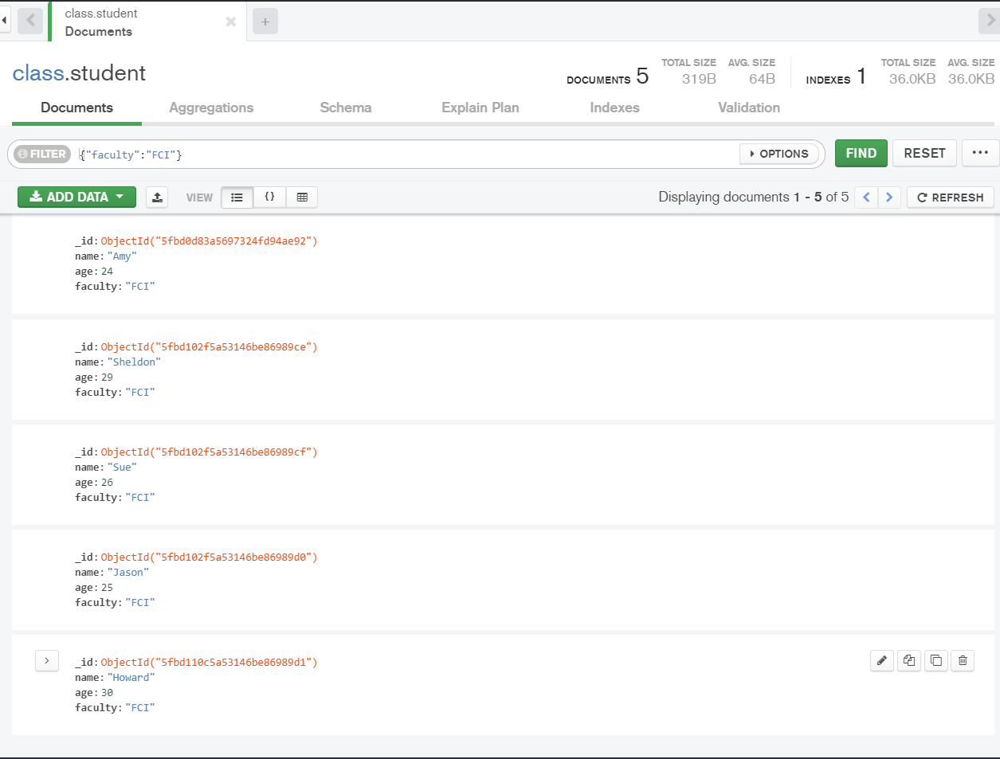 class.student
Documents
class.student
DOCUMENTS 5
TOTAL SIZE 319B
AVG. SIZE 64B
INDEXES 1
TOTAL SIZE 36.0KB
AVG. SIZE 36.0KB
Documents Aggregations Schema Explain Plan Indexes Validation
FILTER {"faculty":"FCI"} OPTIONS FIND RESET
ADD DATA VIEW {} Displaying documents 1 - 5 of 5 REFRESH
_id: ObjectId("5fbd0d83a5697324fd94ae92")
name: "Amy"
age: 24
faculty: "FCI"
_id: ObjectId("5fbd102f5a53146be86989ce")
name: "Sheldon"
age: 29
faculty: "FCI"
_id: ObjectId("5fbd102f5a53146be86989cf")
name: "Sue"
age: 26
faculty: "FCI"
_id: ObjectId("5fbd102f5a53146be86989d0")
name: "Jason"
age: 25
faculty: "FCI"
_id: ObjectId("5fbd110c5a53146be86989d1")
name: "Howard"
age: 30
faculty: "FCI"